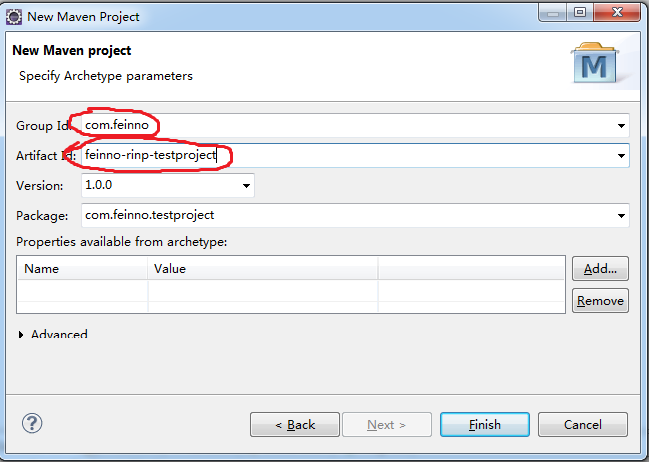 New Maven Project
New Maven project
Specify Archetype parameters
M
Group Id: com.feinno
Artifact Id: feinno-rinp-testproject
Version: 1.0.0
Package: com.feinno.testproject
Properties available from archetype:
Name Value
Add...
Remove
Advanced
? < Back Next > Finish Cancel